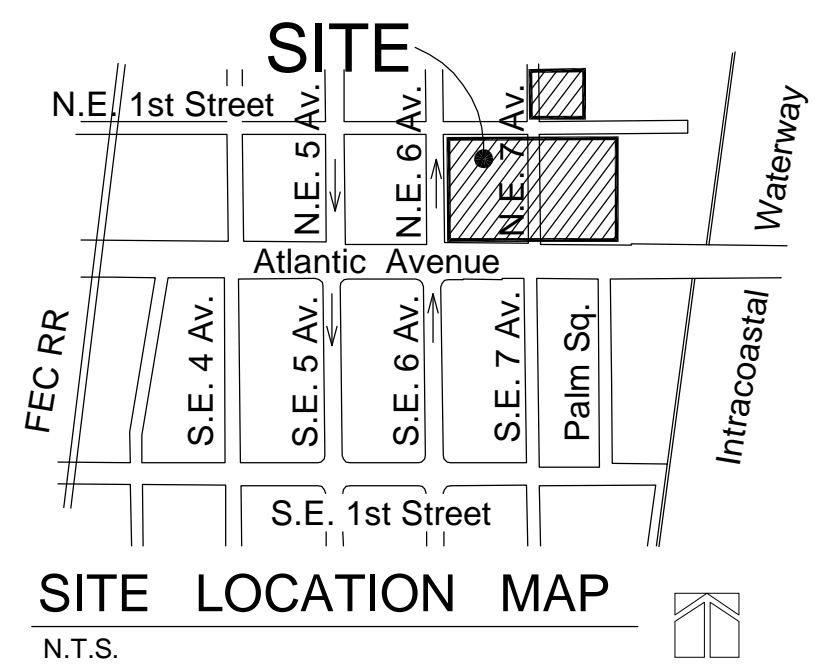 SITE
N.E. 1st Street
N.E. 5 Av.
N.E. 6 Av.
N.E. 7 Av.
Waterway
Atlantic Avenue
FEC RR
S.E. 4 Av.
S.E. 5 Av.
S.E. 6 Av.
S.E. 7 Av.
Palm Sq.
Intracoastal
S.E. 1st Street
SITE LOCATION MAP
N.T.S.